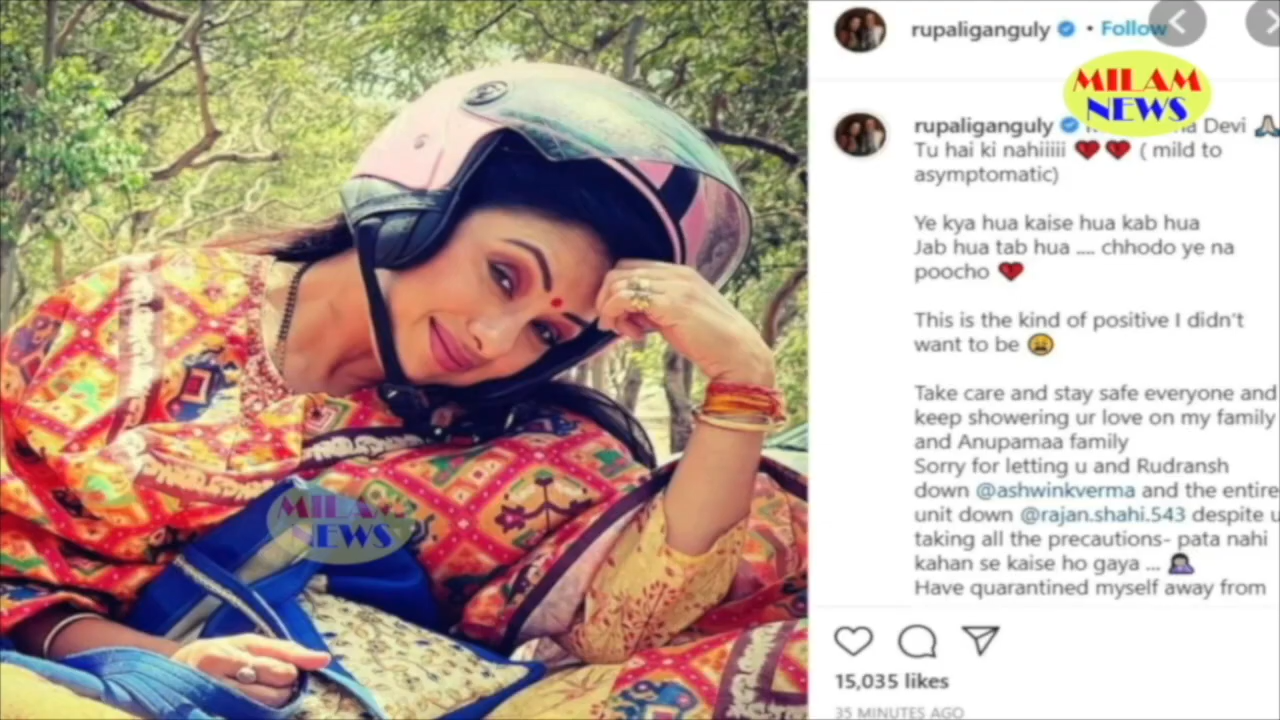 rupaliganguly • Follow
MILAM
NEWS
rupaliganguly Devi
Tu hai ki nahiiiii ( mild to
asymptomatic)
Ye kya hua kaise hua kab hua
Jab hua tab hua .... chhodo ye na
poocho
This is the kind of positive I didn't
want to be
Take care and stay safe everyone and
keep showering ur love on my family
and Anupamaa family
Sorry for letting u and Rudransh
down @ashwinkverma and the entire
unit down @rajan.shahi.543 despite u
taking all the precautions- pata nahi
kahan se kaise ho gaya ...
Have quarantined myself away from
15,035 likes
35 MINUTES AGO
MILAM
NEWS